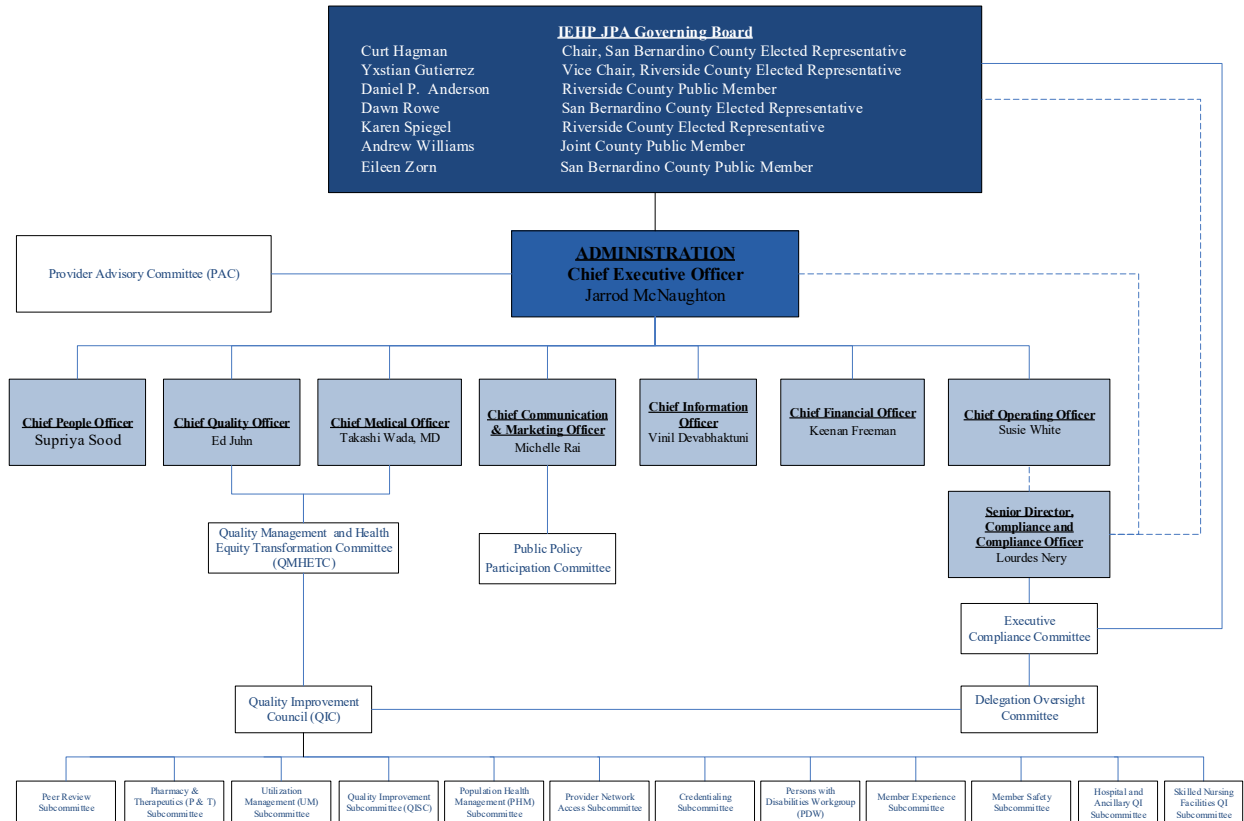 IEHP JPA Governing Board
Curt Hagman Chair, San Bernardino County Elected Representative
Yxstian Gutierrez Vice Chair, Riverside County Elected Representative
Daniel P. Anderson Riverside County Public Member
Dawn Rowe San Bernardino County Elected Representative
Karen Spiegel Riverside County Elected Representative
Andrew Williams Joint County Public Member
Eileen Zorn San Bernardino County Public Member
Provider Advisory Committee (PAC)
ADMINISTRATION
Chief Executive Officer
Jarrod McNaughton
Chief People Officer
Supriya Sood
Chief Quality Officer
Ed Juhn
Chief Medical Officer
Takashi Wada, MD
Chief Communication
& Marketing Officer
Michelle Rai
Chief Information
Officer
Vinil Devabhaktuni
Chief Financial Officer
Keenan Freeman
Chief Operating Officer
Susie White
Quality Management and Health
Equity Transformation Committee
(QMHETC)
Public Policy
Participation Committee
Senior Director,
Compliance and
Compliance Officer
Lourdes Nery
Executive
Compliance Committee
Quality Improvement
Council (QIC)
Delegation Oversight
Committee
Peer Review
Subcommittee
Pharmacy &
Therapeutics (P & T)
Subcommittee
Utilization
Management (UM)
Subcommittee
Quality Improvement
Subcommittee (QISC)
Population Health
Management (PHM)
Subcommittee
Provider Network
Access Subcommittee
Credentialing
Subcommittee
Persons with
Disabilities Workgroup
(PDW)
Member Experience
Subcommittee
Member Safety
Subcommittee
Hospital and
Ancillary QI
Subcommittee
Skilled Nursing
Facilities QI
Subcommittee